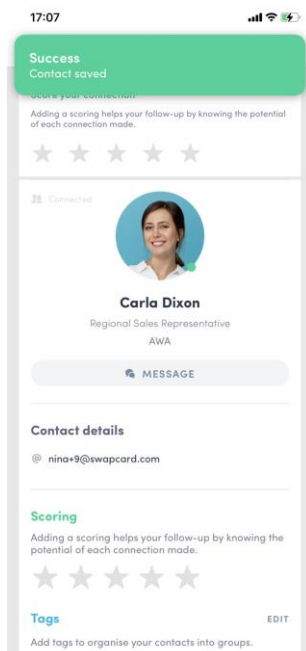 17:07
Success
Contact saved
Score your connection
Adding a scoring helps your follow-up by knowing the potential
of each connection made.
Connected
Carla Dixon
Regional Sales Representative
AWA
MESSAGE
Contact details
@ nina+9@swapcard.com
Scoring
Adding a scoring helps your follow-up by knowing the
potential of each connection made.
Tags
EDIT
Add tags to organise your contacts into groups.